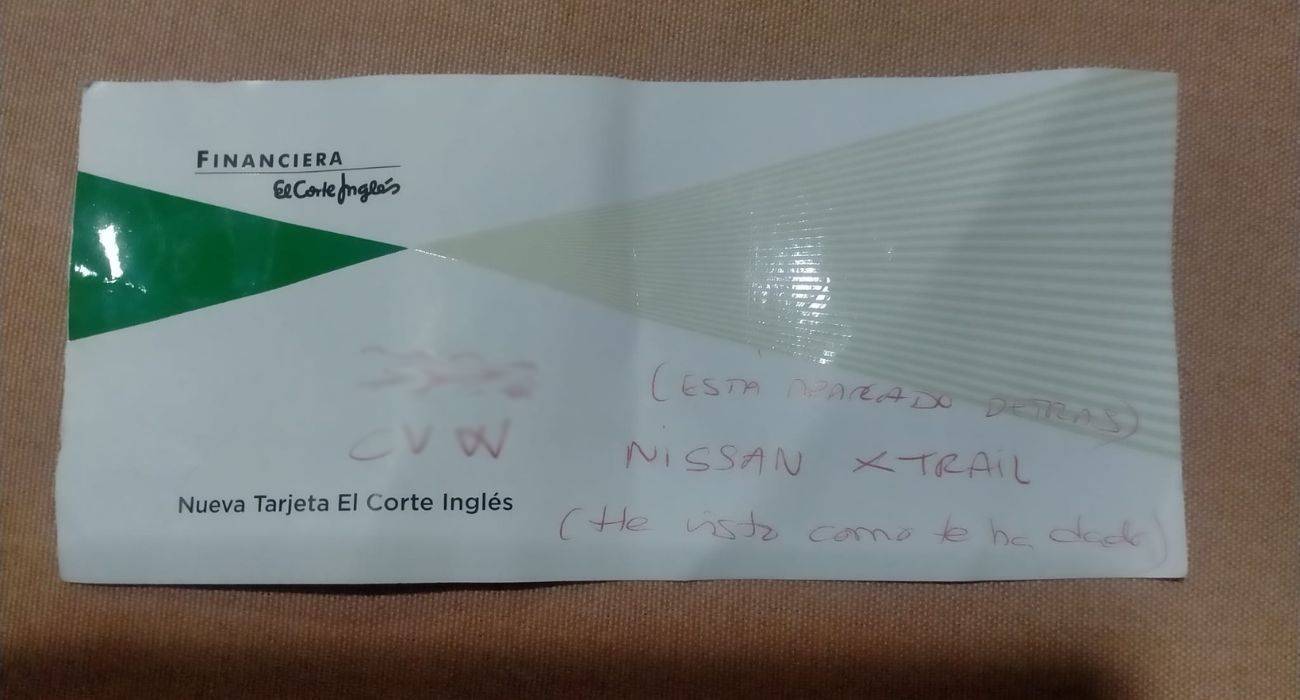 FINANCIERA
El Corte Inglés
(ESTA APARCADO DETRAS)
CVW
NISSAN XTRAIL
Nueva Tarjeta El Corte Inglés
(He visto como te ha dado)